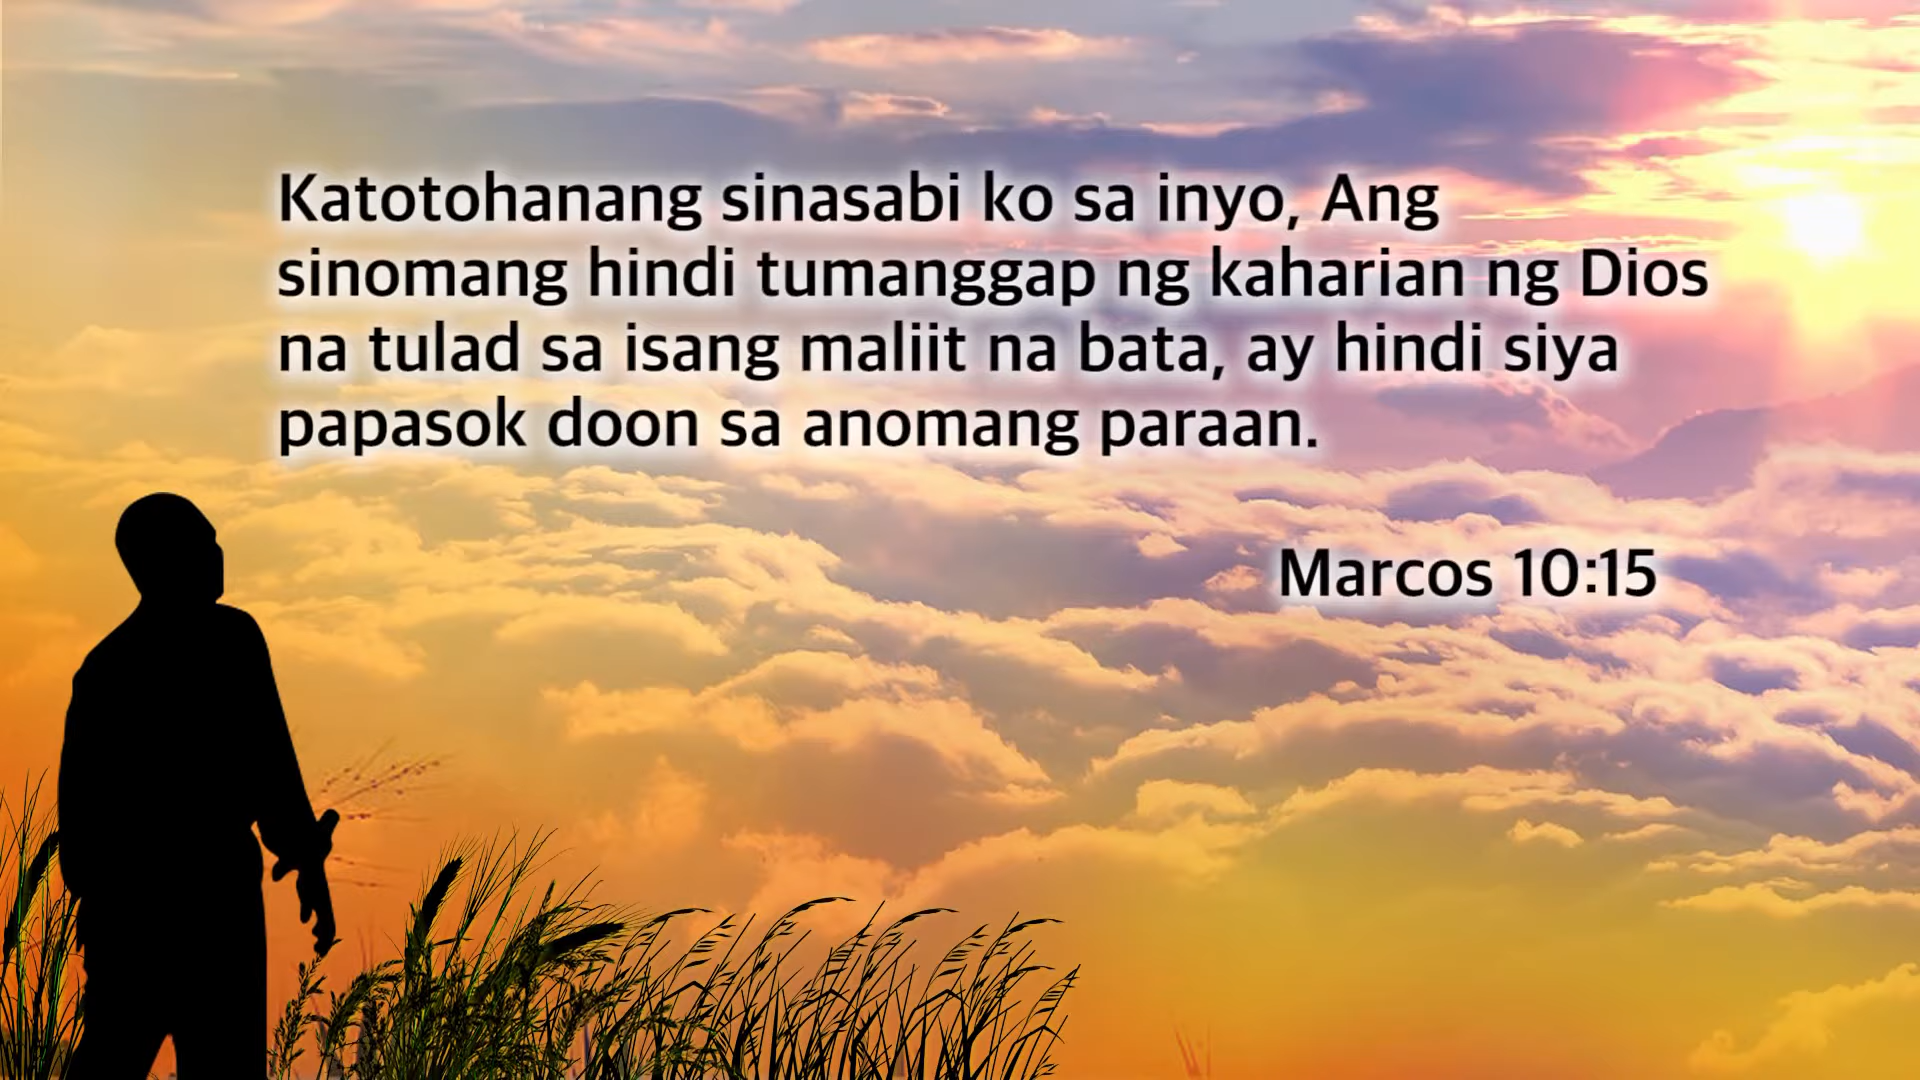 Katotohanang sinasabi ko sa inyo, Ang
sinomang hindi tumanggap ng kaharian ng Dios
na tulad sa isang maliit na bata, ay hindi siya
papasok doon sa anomang paraan.
Marcos 10:15